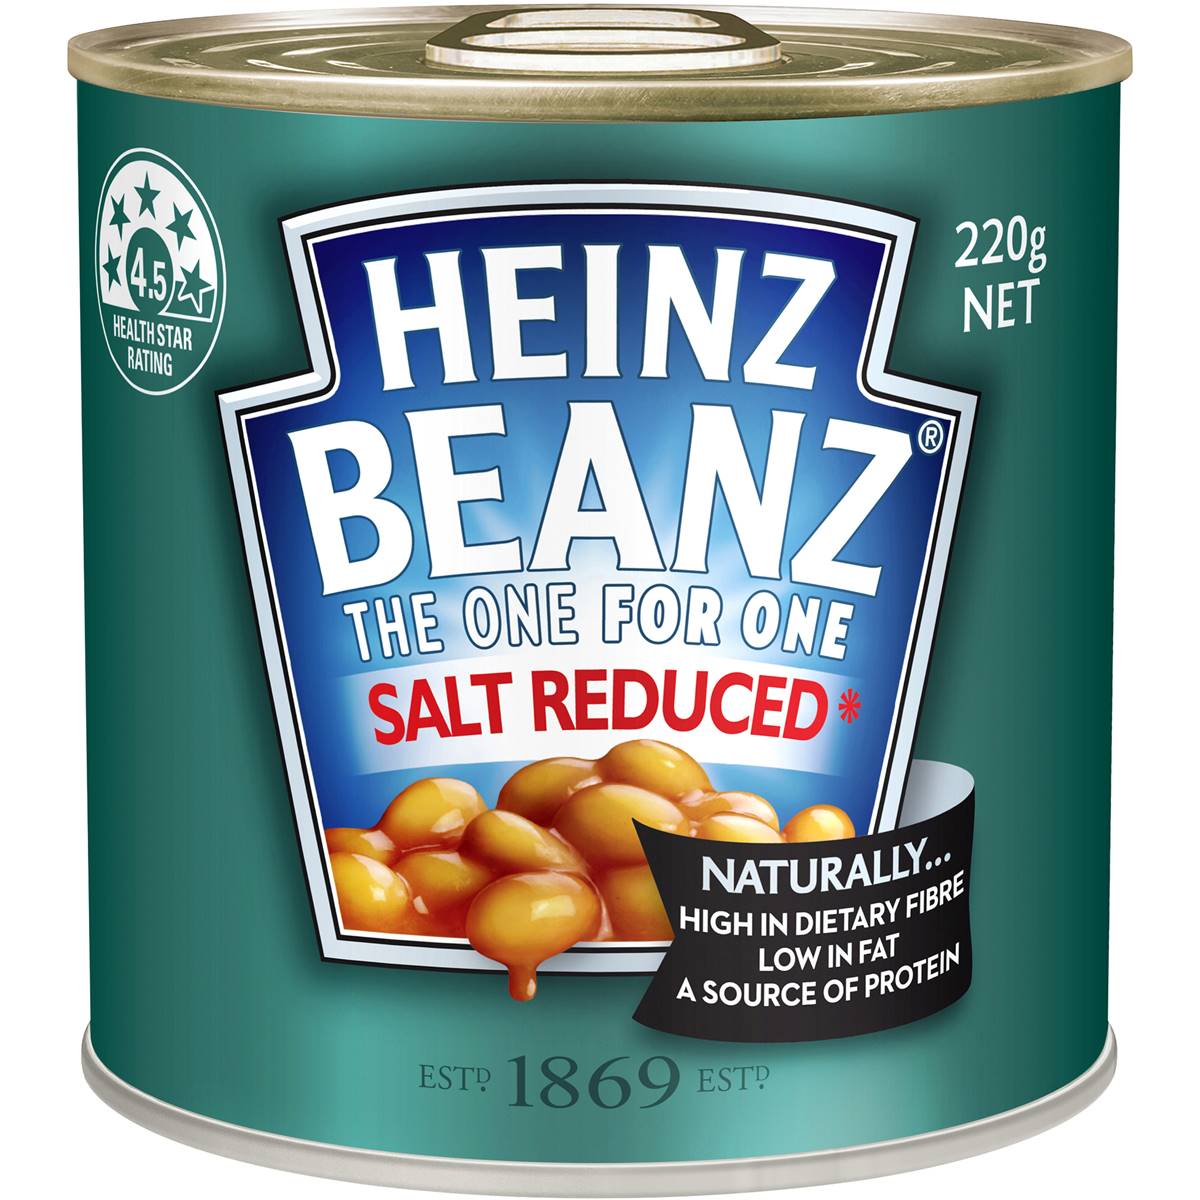 4.5
HEALTH STAR
RATING
220g
NET
HEINZ
BEANZ®
THE ONE FOR ONE
SALT REDUCED*
NATURALLY...
HIGH IN DIETARY FIBRE
LOW IN FAT
A SOURCE OF PROTEIN
ESTD 1869 ESTD